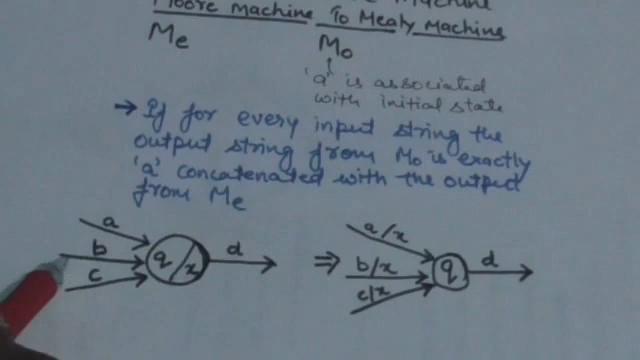 Machine
Moore Machine To Mealy Machine
Me Mo
'a' is associated
with initial state
→ If for every input string the
output string from Mo is exactly
'a' concatenated with the output
from Me
a a/x
b q/x d ⇒ b/x q d
c c/x